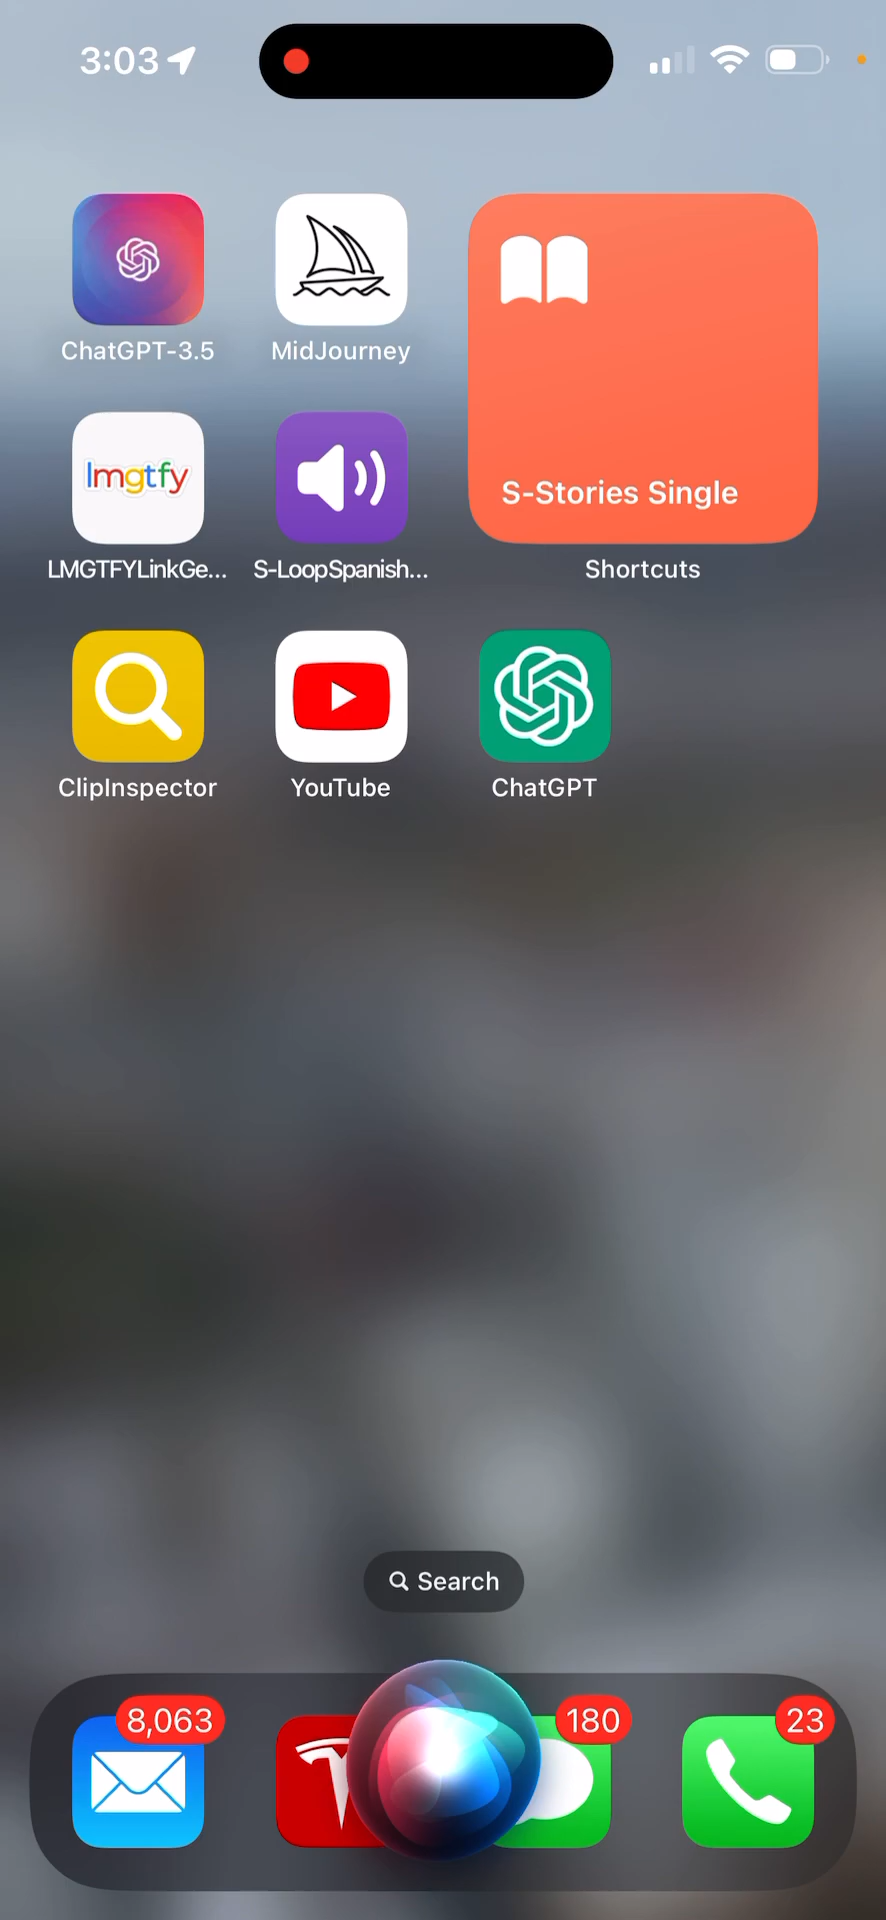 3:03
ChatGPT-3.5
MidJourney
S-Stories Single
lmgtfy
LMGTFYLinkGe...
S-LoopSpanish...
Shortcuts
ClipInspector
YouTube
ChatGPT
Search
8,063
180
23